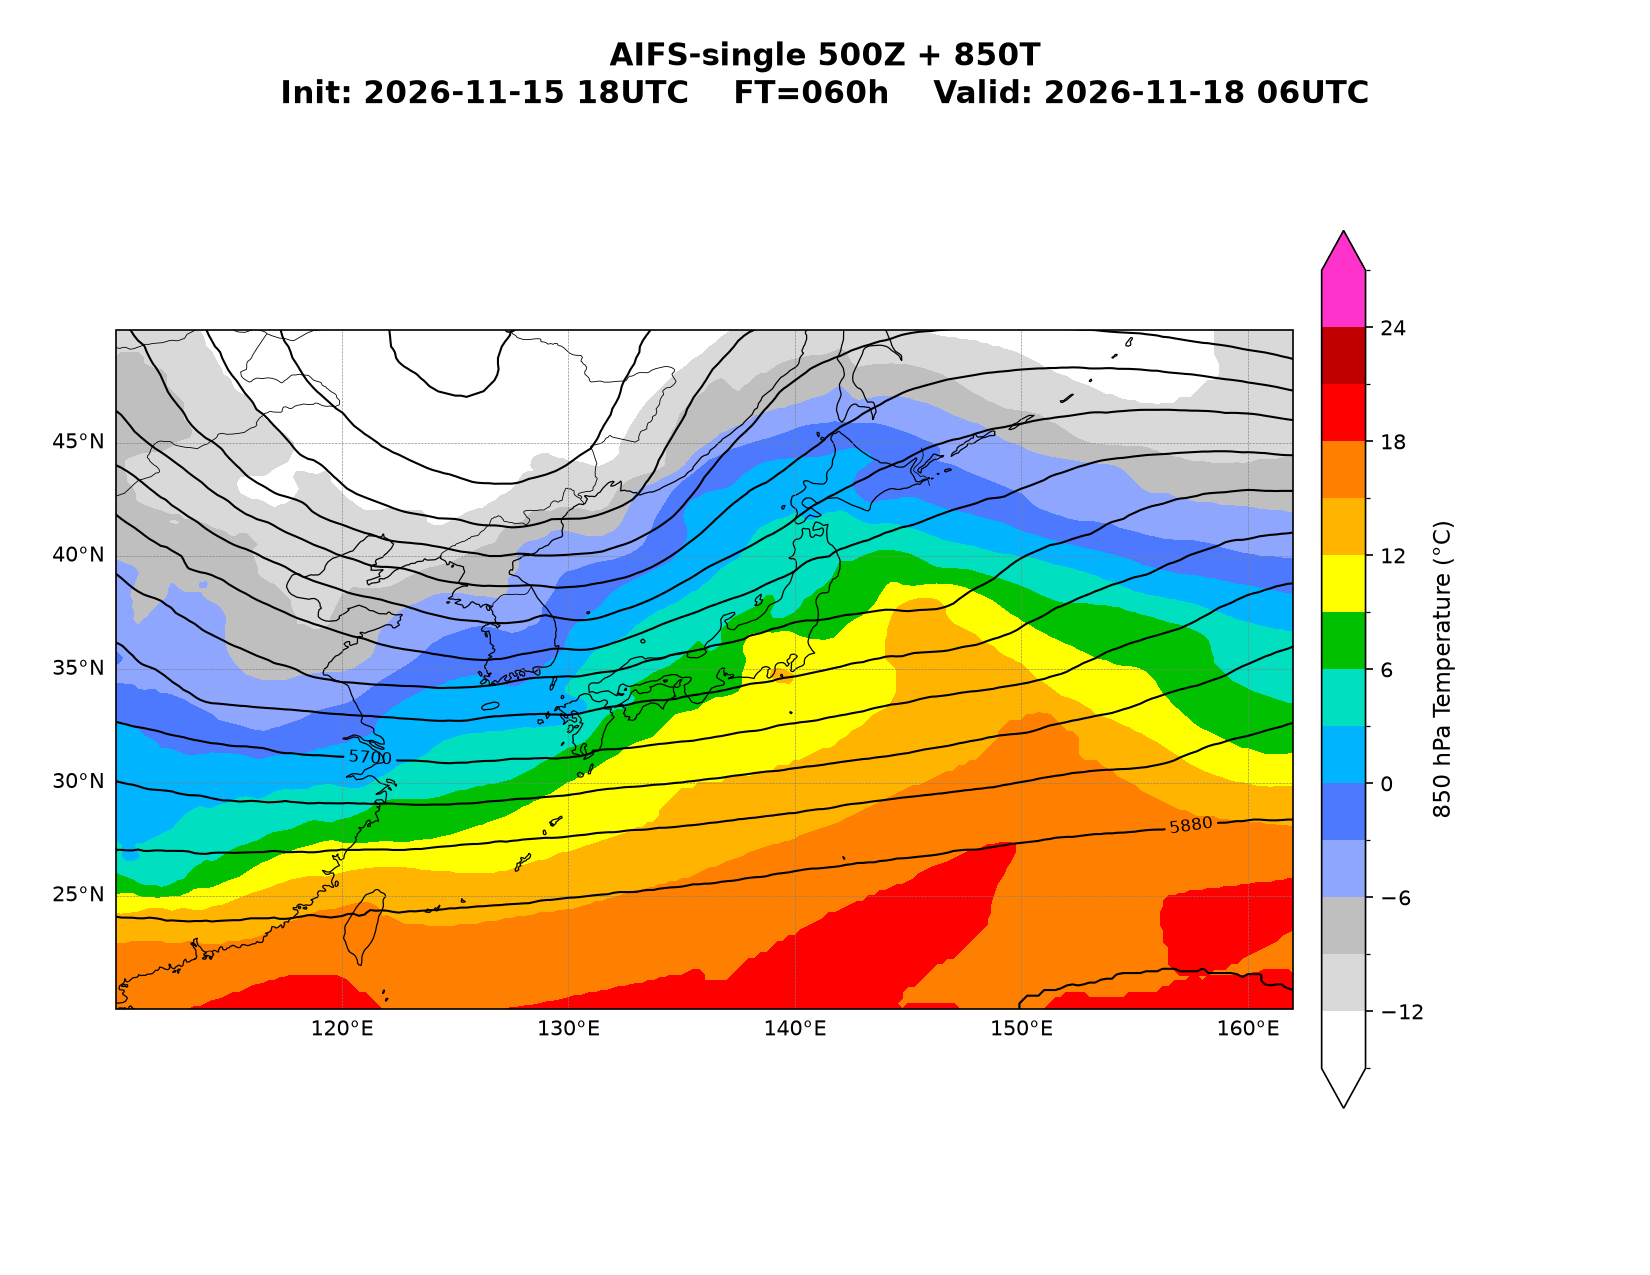 AIFS-single 500Z + 850T
Init: 2026-11-15 18UTC    FT=060h    Valid: 2026-11-18 06UTC
24
18
12
6
0
−6
−12
850 hPa Temperature (°C)
45°N
40°N
35°N
30°N
25°N
5700
5880
120°E
130°E
140°E
150°E
160°E